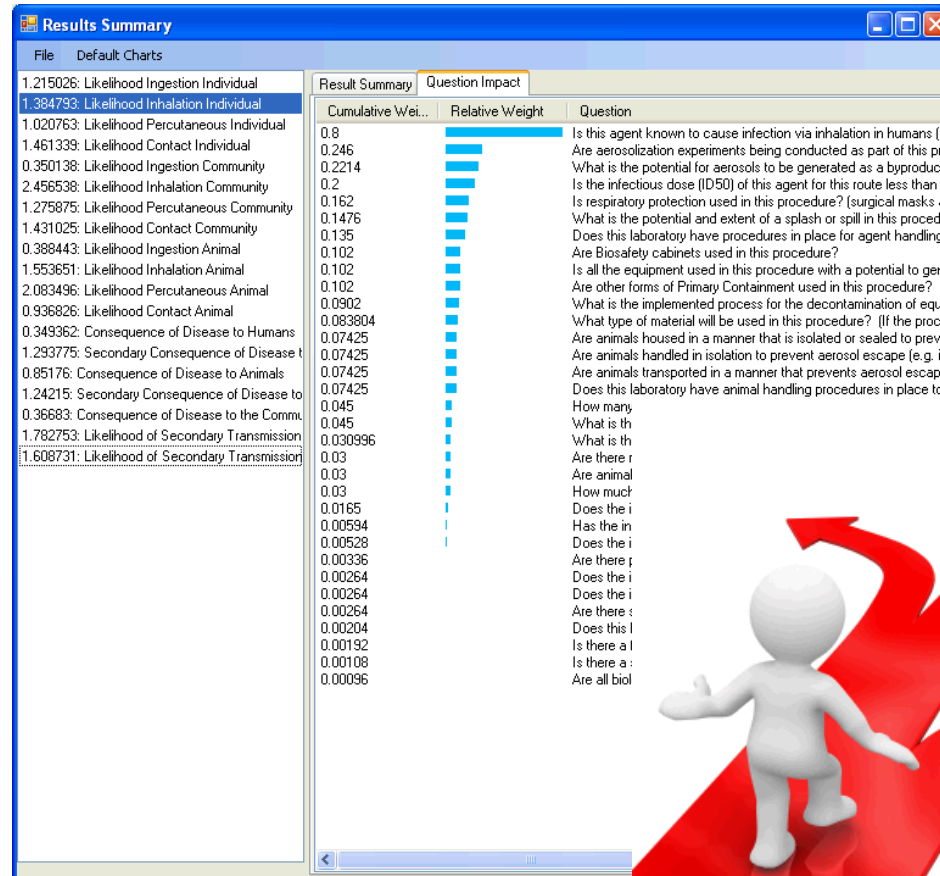 Results Summary
File Default Charts
1.215026: Likelihood Ingestion Individual
1.384793: Likelihood Inhalation Individual
1.020763: Likelihood Percutaneous Individual
1.461339: Likelihood Contact Individual
0.350138: Likelihood Ingestion Community
2.456538: Likelihood Inhalation Community
1.275875: Likelihood Percutaneous Community
1.431025: Likelihood Contact Community
0.388443: Likelihood Ingestion Animal
1.553651: Likelihood Inhalation Animal
2.083496: Likelihood Percutaneous Animal
0.936826: Likelihood Contact Animal
0.349362: Consequence of Disease to Humans
1.293775: Secondary Consequence of Disease t
0.85176: Consequence of Disease to Animals
1.24215: Secondary Consequence of Disease to
0.36683: Consequence of Disease to the Commu
1.782753: Likelihood of Secondary Transmission
1.608731: Likelihood of Secondary Transmission
Result Summary Question Impact
Cumulative Wei... Relative Weight Question
0.8 Is this agent known to cause infection via inhalation in humans (
0.246 Are aerosolization experiments being conducted as part of this pr
0.2214 What is the potential for aerosols to be generated as a byproduc
0.2 Is the infectious dose (ID50) of this agent for this route less than
0.162 Is respiratory protection used in this procedure? (surgical masks
0.1476 What is the potential and extent of a splash or spill in this proced
0.135 Does this laboratory have procedures in place for agent handling
0.102 Are Biosafety cabinets used in this procedure?
0.102 Is all the equipment used in this procedure with a potential to ger
0.102 Are other forms of Primary Containment used in this procedure?
0.0902 What is the implemented process for the decontamination of equ
0.083804 What type of material will be used in this procedure? (If the proc
0.07425 Are animals housed in a manner that is isolated or sealed to prev
0.07425 Are animals handled in isolation to prevent aerosol escape (e.g. i
0.07425 Are animals transported in a manner that prevents aerosol escap
0.07425 Does this laboratory have animal handling procedures in place to
0.045 How many
0.045 What is th
0.030996 What is th
0.03 Are there r
0.03 Are animal
0.03 How much
0.0165 Does the i
0.00594 Has the in
0.00528 Does the i
0.00336 Are there p
0.00264 Does the i
0.00264 Does the i
0.00264 Are there s
0.00204 Does this l
0.00192 Is there a l
0.00108 Is there a s
0.00096 Are all biol